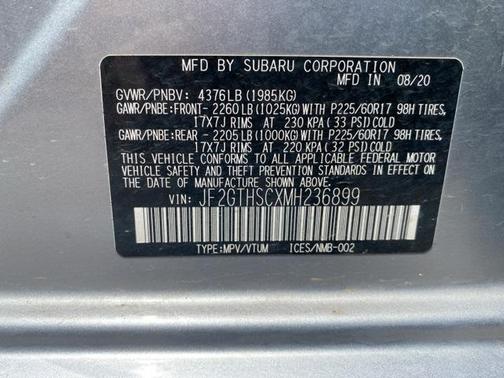 MFD BY SUBARU CORPORATION
MFD IN 08/20
GVWR/PNBV: 4376LB (1985KG)
GAWR/PNBE:FRONT- 2260LB (1025KG)WITH P225/60R17 98H TIRES,
17X7J RIMS AT 230 KPA (33 PSI) COLD
GAWR/PNBE:REAR - 2205LB (1000KG)WITH P225/60R17 98H TIRES,
17X7J RIMS AT 220 KPA (32 PSI) COLD
THIS VEHICLE CONFORMS TO ALL APPLICABLE FEDERAL MOTOR
VEHICLE SAFETY AND THEFT PREVENTION STANDARDS IN EFFECT
ON THE DATE OF MANUFACTURE SHOWN ABOVE.
VIN: JF2GTHSCXMH236899
TYPE:MPV/VTUM ICES/NMB-002